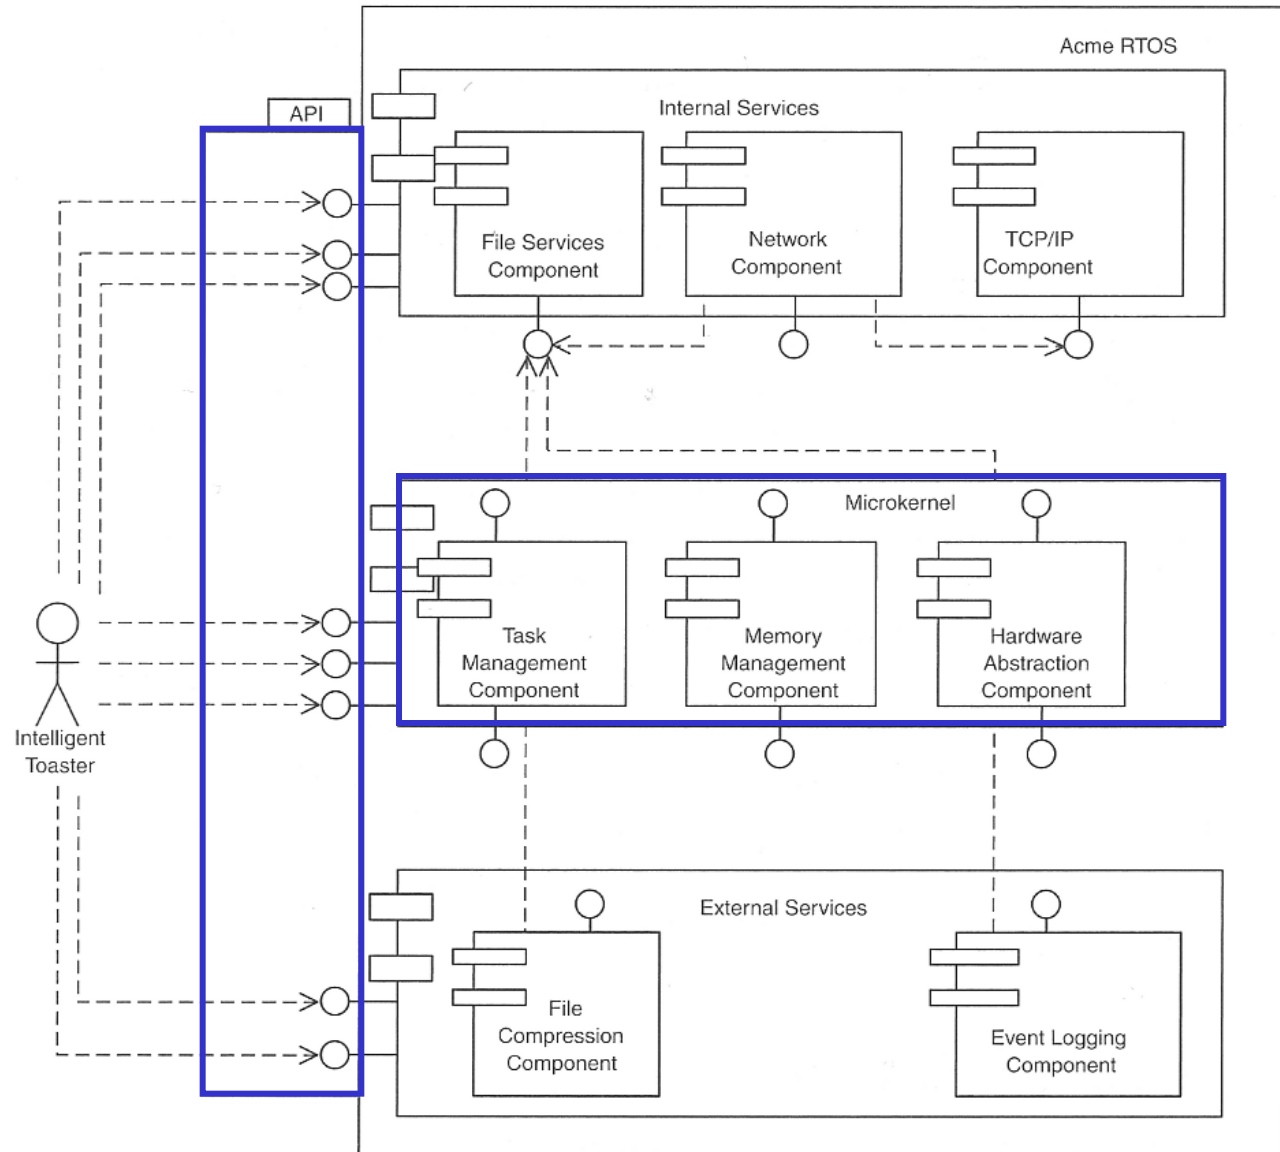 Acme RTOS
API
Internal Services
File Services
Component
Network
Component
TCP/IP
Component
Microkernel
Task
Management
Component
Memory
Management
Component
Hardware
Abstraction
Component
Intelligent
Toaster
External Services
File
Compression
Component
Event Logging
Component